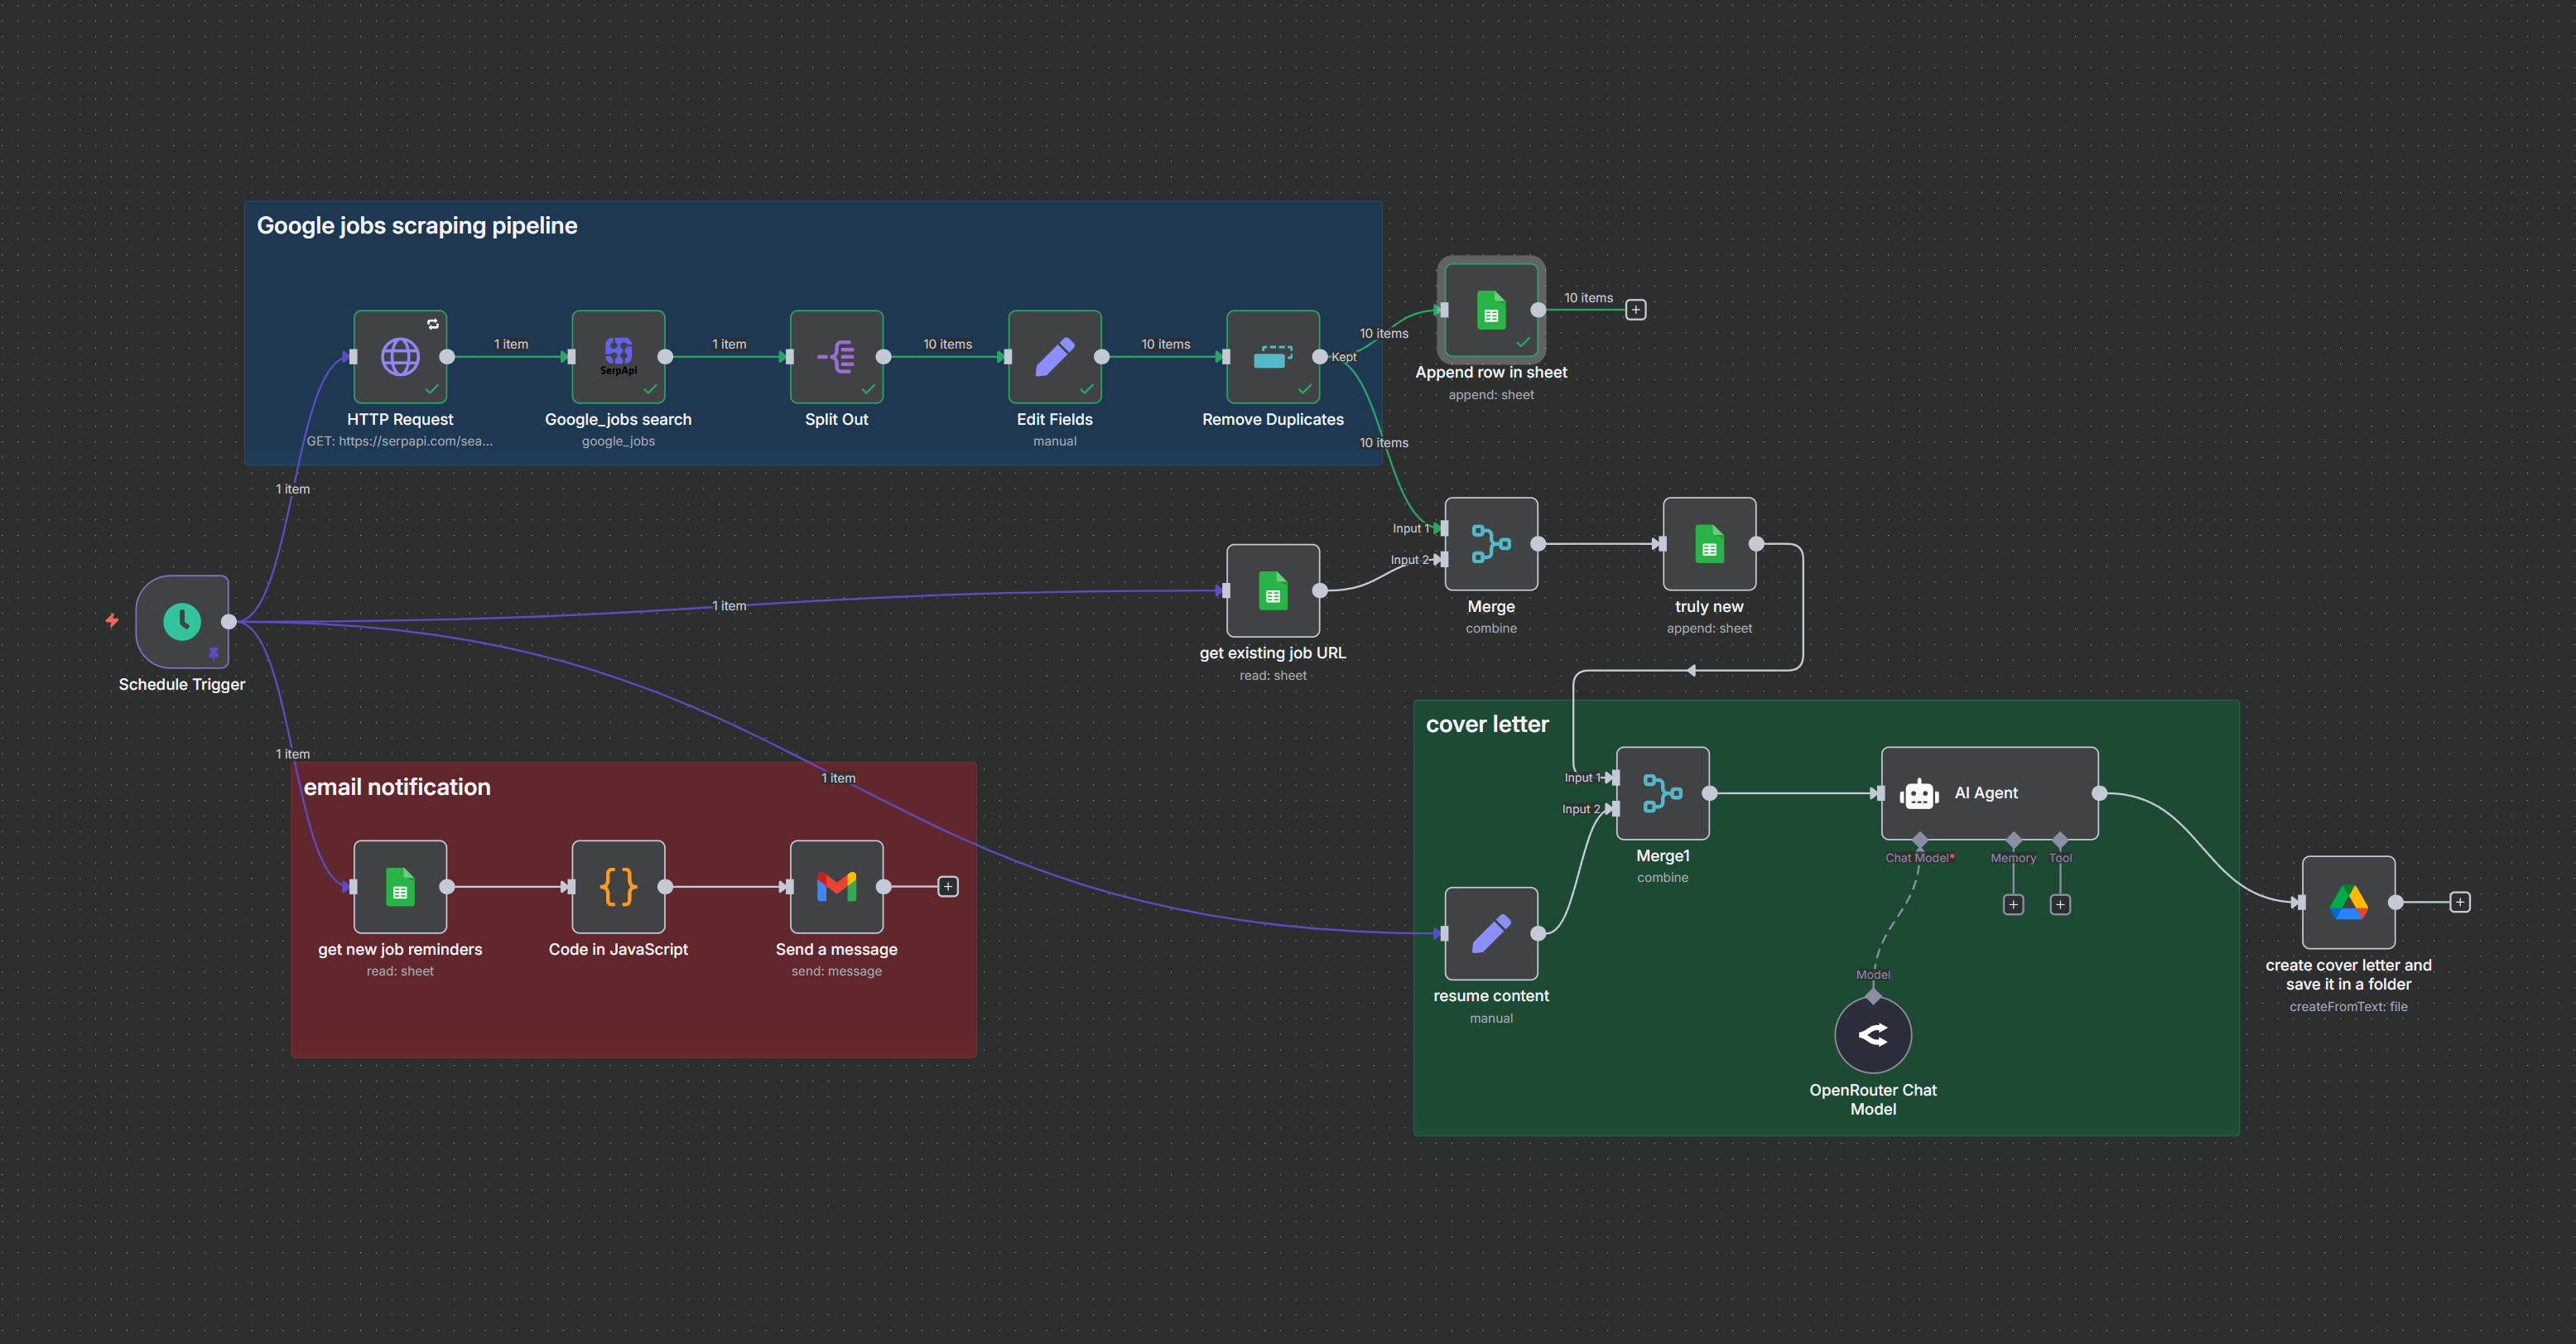 Google jobs scraping pipeline
10 items
1 item
1 item
10 items
10 items
10 items
Kept
SerpApi
Append row in sheet
append: sheet
HTTP Request
Google_jobs search
Split Out
Edit Fields
Remove Duplicates
GET: https://serpapi.com/sea...
google_jobs
manual
10 items
1 item
Input 1
Input 2
1 item
Merge
combine
truly new
append: sheet
get existing job URL
read: sheet
Schedule Trigger
cover letter
1 item
email notification
1 item
Input 1
Input 2
AI Agent
Merge1
combine
Chat Model*
Memory
Tool
get new job reminders
read: sheet
Code in JavaScript
Send a message
send: message
resume content
manual
Model
create cover letter and
save it in a folder
createFromText: file
OpenRouter Chat
Model